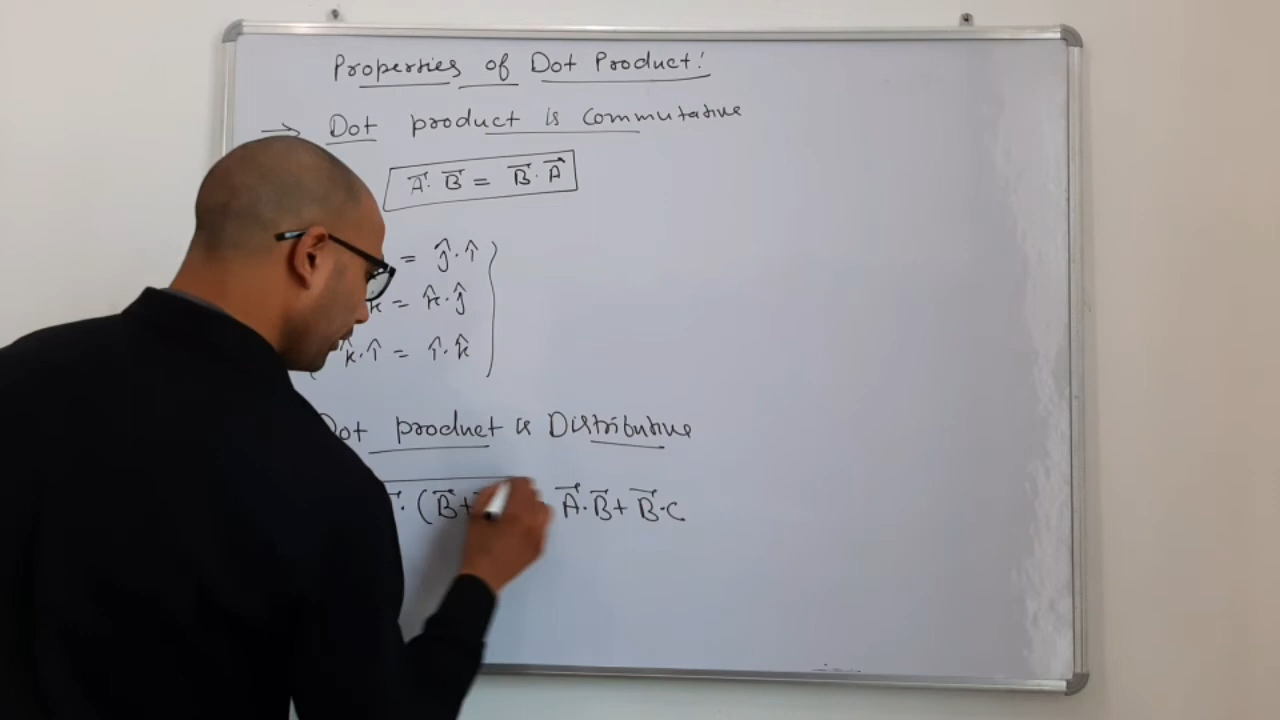 Properties of Dot Product:
→ Dot product is commutative
A⃗. B⃗ = B⃗. A⃗
= ĵ.î
k = k̂.ĵ
k̂.î = î.k̂
Dot product is Distributive
. (B⃗+ A⃗.B⃗+ B⃗.C